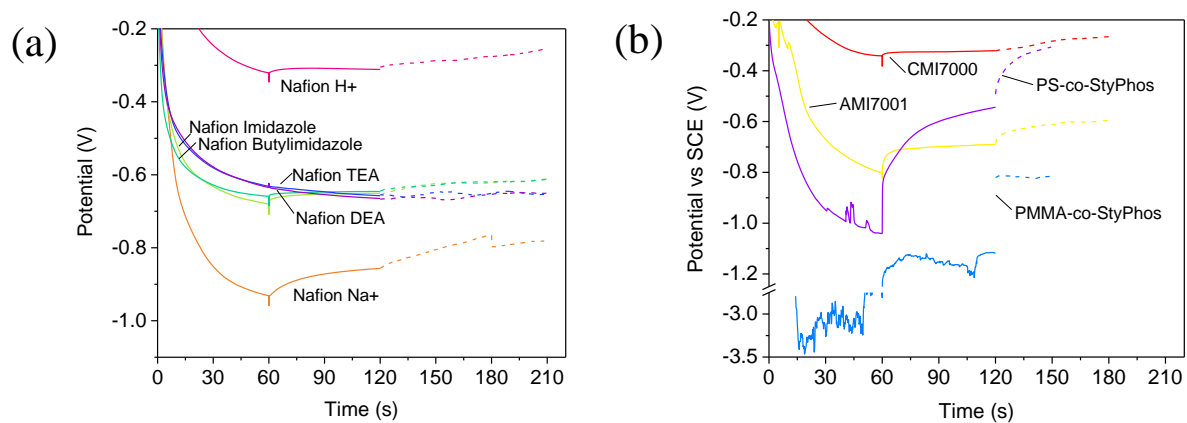 (a)
-0.2
-0.4
-0.6
-0.8
-1.0
Potential (V)
Nafion H+
Nafion Imidazole
Nafion Butylimidazole
Nafion TEA
Nafion DEA
Nafion Na+
0 30 60 90 120 150 180 210
Time (s)
(b)
-0.2
-0.4
-0.6
-0.8
-1.0
-1.2
-3.0
-3.5
Potential vs SCE (V)
CMI7000
PS-co-StyPhos
AMI7001
PMMA-co-StyPhos
0 30 60 90 120 150 180 210
Time (s)